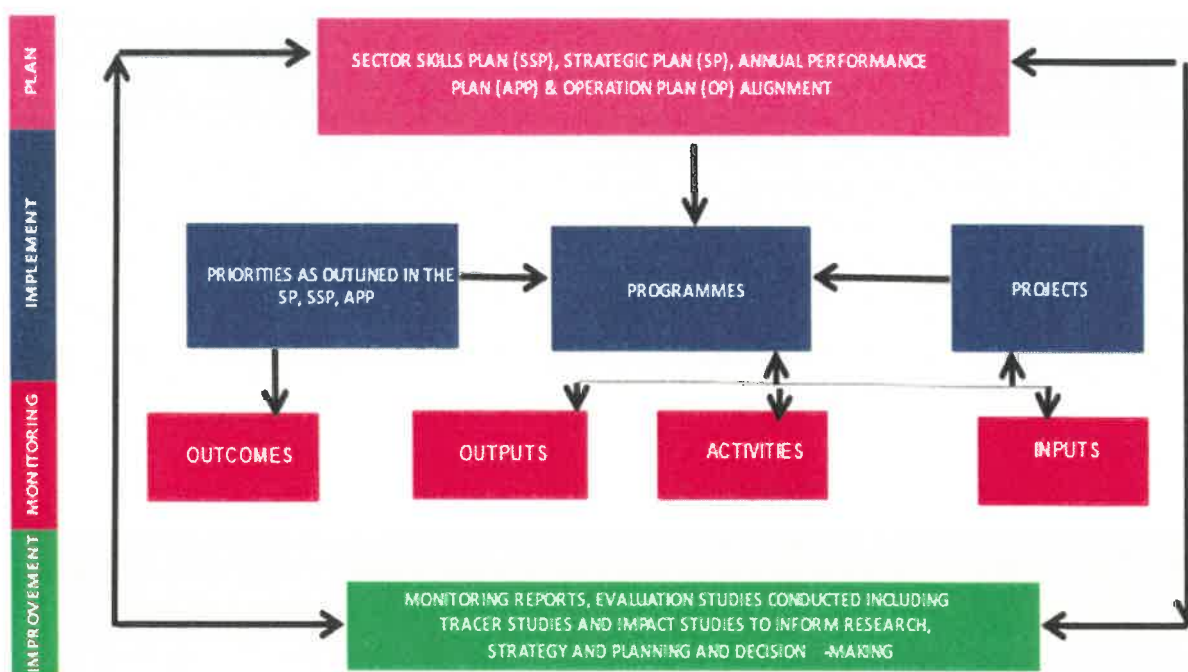 PLAN
SECTOR SKILLS PLAN (SSP), STRATEGIC PLAN (SP), ANNUAL PERFORMANCE
PLAN (APP) & OPERATION PLAN (OP) ALIGNMENT
IMPLEMENT
PRIORITIES AS OUTLINED IN THE
SP, SSP, APP
PROGRAMMES
PROJECTS
MONITORING
OUTCOMES
OUTPUTS
ACTIVITIES
INPUTS
IMPROVEMENT
MONITORING REPORTS, EVALUATION STUDIES CONDUCTED INCLUDING
TRACER STUDIES AND IMPACT STUDIES TO INFORM RESEARCH,
STRATEGY AND PLANNING AND DECISION -MAKING